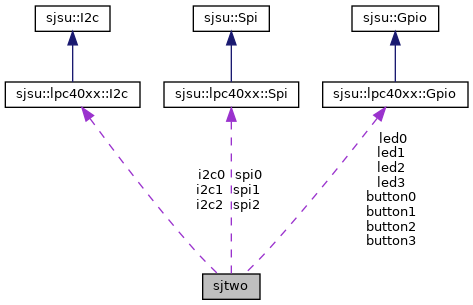 sjsu::I2c
sjsu::Spi
sjsu::Gpio
sjsu::lpc40xx::I2c
sjsu::lpc40xx::Spi
sjsu::lpc40xx::Gpio
i2c0
i2c1
i2c2
spi0
spi1
spi2
led0
led1
led2
led3
button0
button1
button2
button3
sjtwo